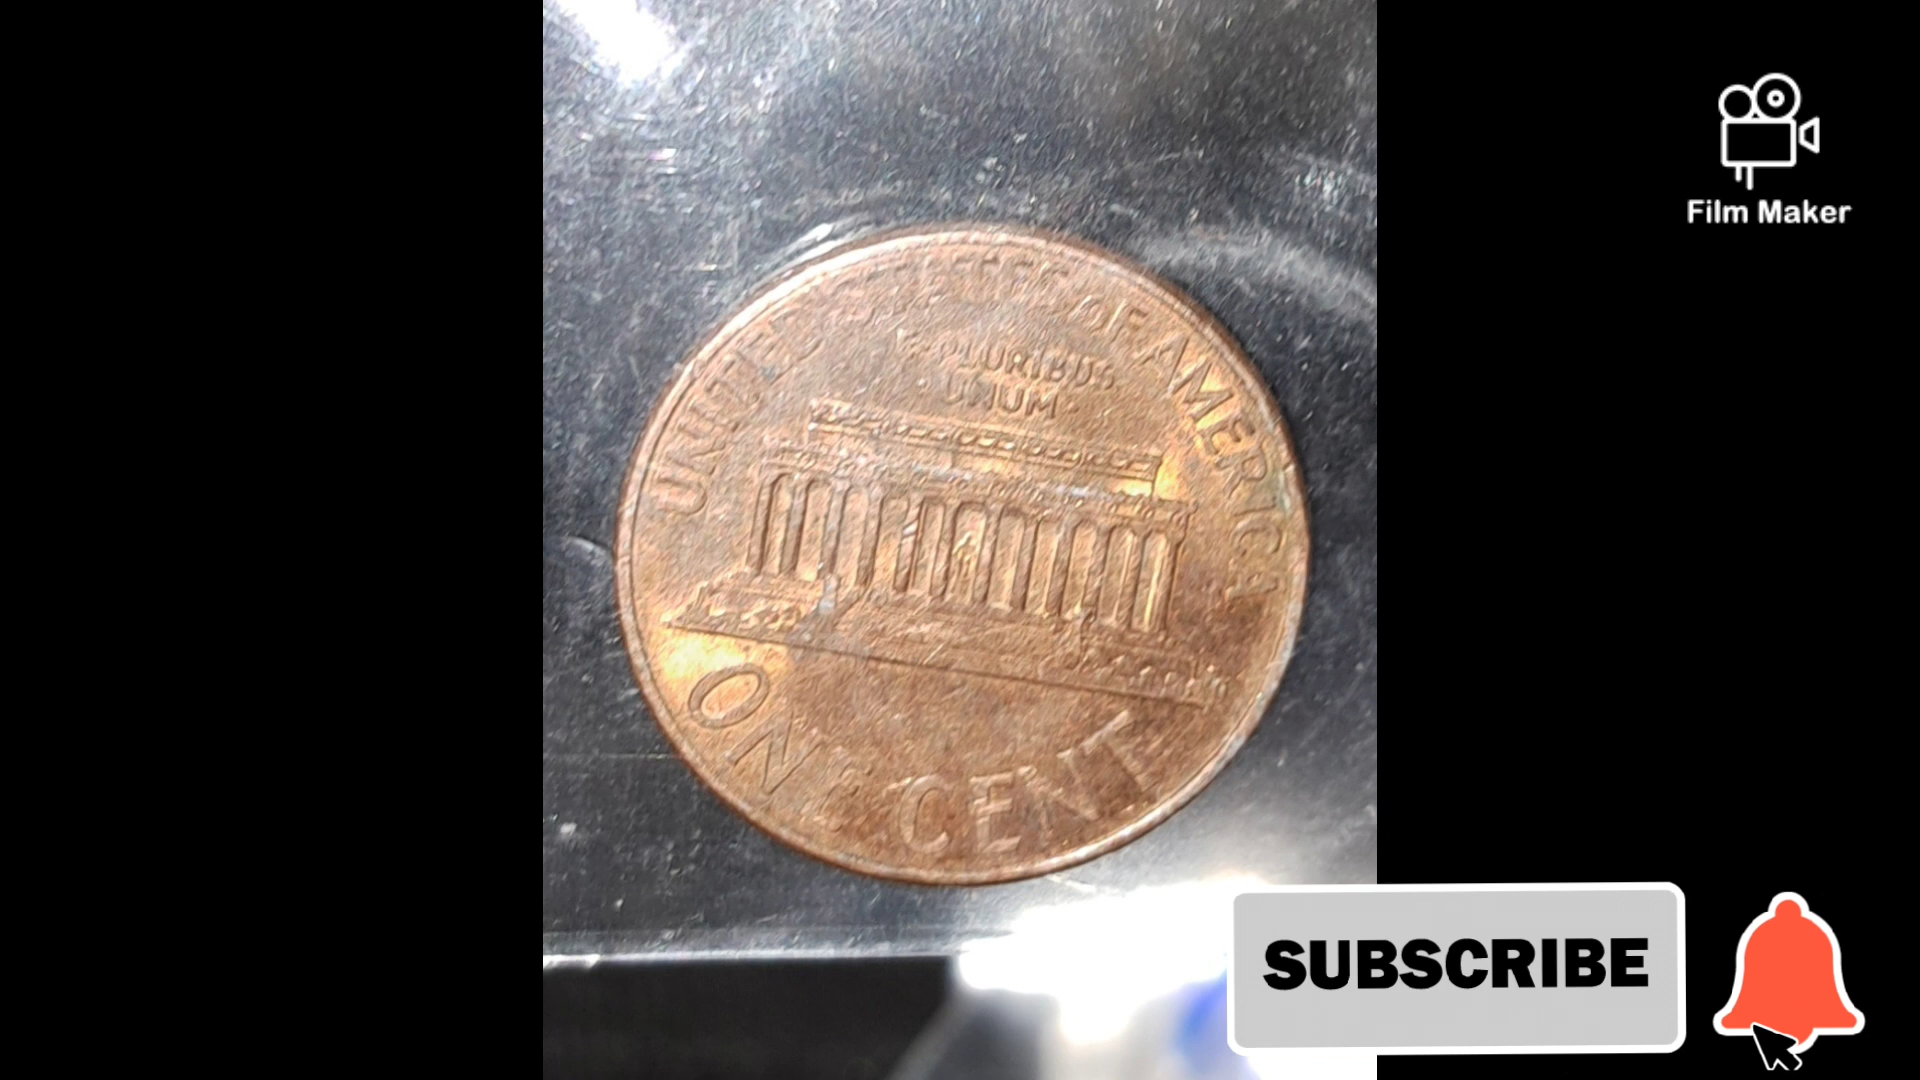 Film Maker
UNITED STATES OF AMERICA
E PLURIBUS
UNUM
ONE CENT
SUBSCRIBE